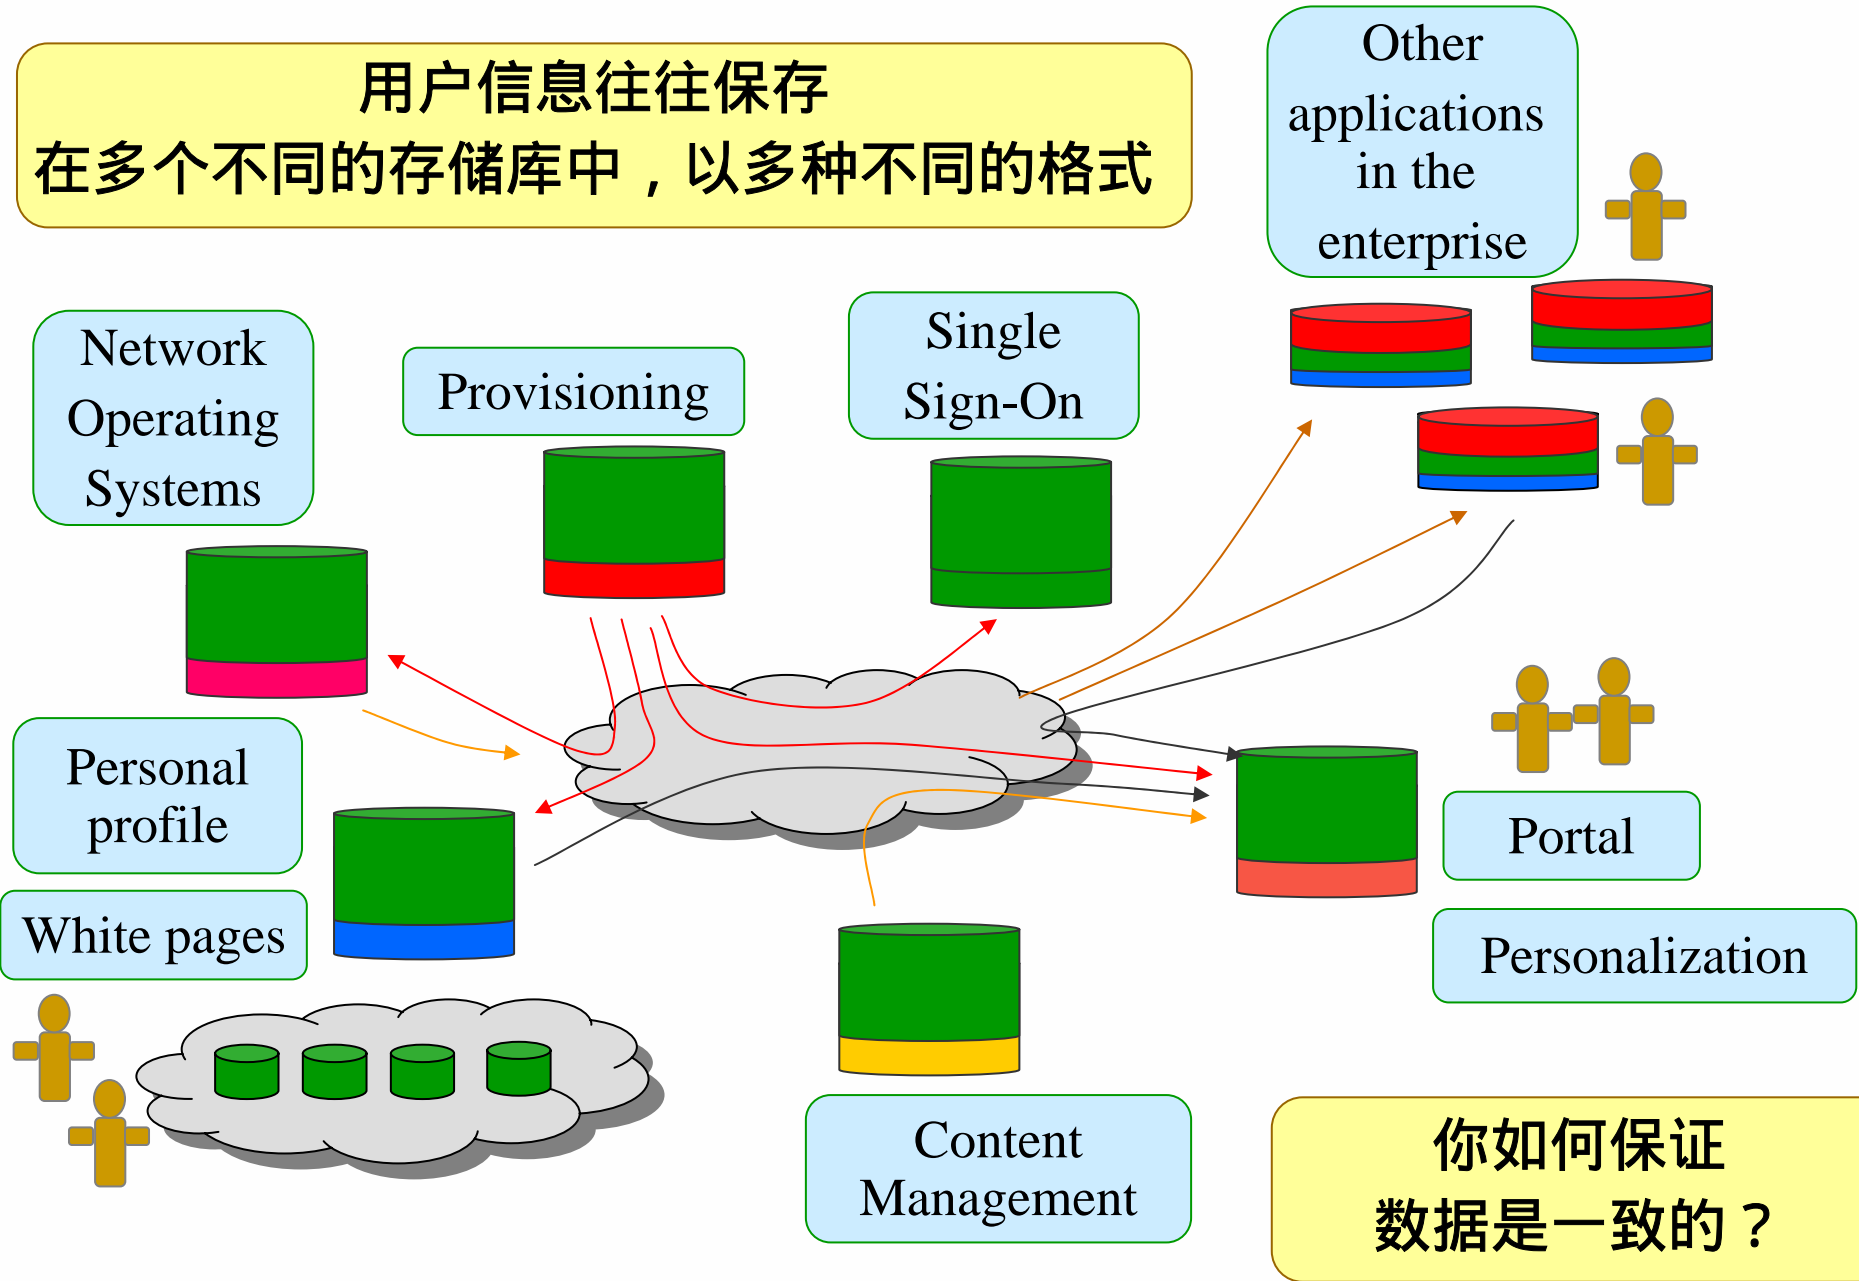 用户信息往往保存
在多个不同的存储库中，以多种不同的格式
Other
applications
in the
enterprise
Network
Operating
Systems
Provisioning
Single
Sign-On
Personal
profile
White pages
Portal
Personalization
Content
Management
你如何保证
数据是一致的？